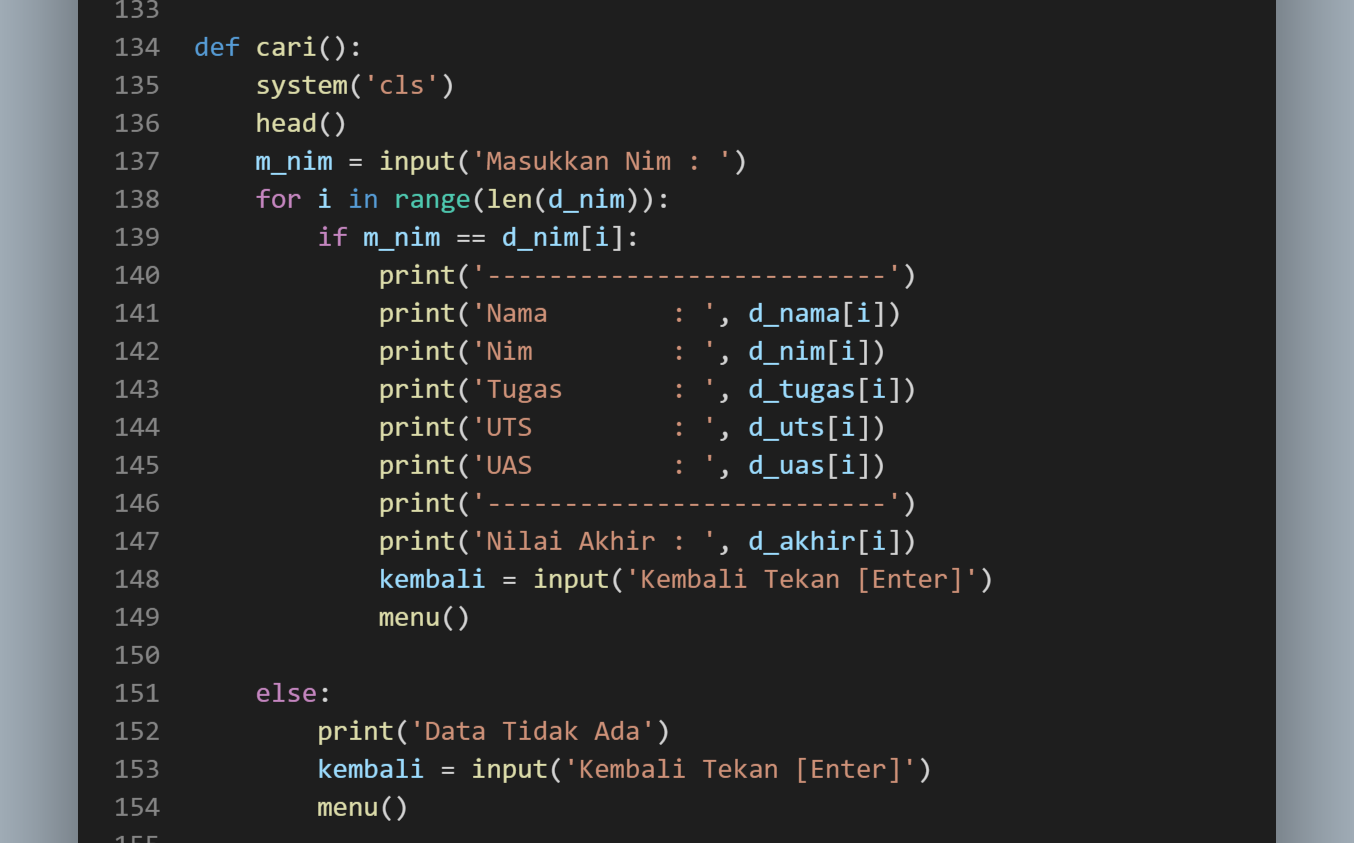 133
134 def cari():
135     system('cls')
136     head()
137     m_nim = input('Masukkan Nim : ')
138     for i in range(len(d_nim)):
139         if m_nim == d_nim[i]:
140             print('--------------------------')
141             print('Nama        : ', d_nama[i])
142             print('Nim         : ', d_nim[i])
143             print('Tugas       : ', d_tugas[i])
144             print('UTS         : ', d_uts[i])
145             print('UAS         : ', d_uas[i])
146             print('--------------------------')
147             print('Nilai Akhir : ', d_akhir[i])
148             kembali = input('Kembali Tekan [Enter]')
149             menu()
150
151     else:
152         print('Data Tidak Ada')
153         kembali = input('Kembali Tekan [Enter]')
154         menu()
155